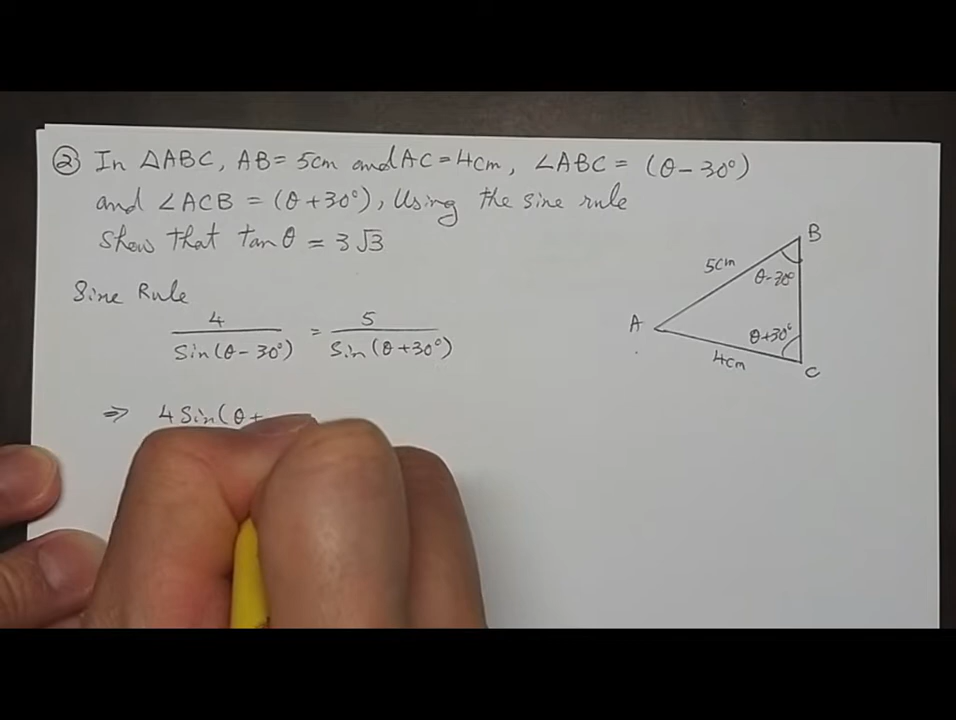 ② In △ABC, AB = 5cm and AC = 4cm, ∠ABC = (θ - 30°)
and ∠ACB = (θ + 30°), Using the sine rule
show that tan θ = 3√3
Sine Rule
4 / Sin(θ - 30°) = 5 / Sin(θ + 30°)
⇒ 4 Sin(θ +
B
5cm
θ-30°
A
θ+30°
4cm
C